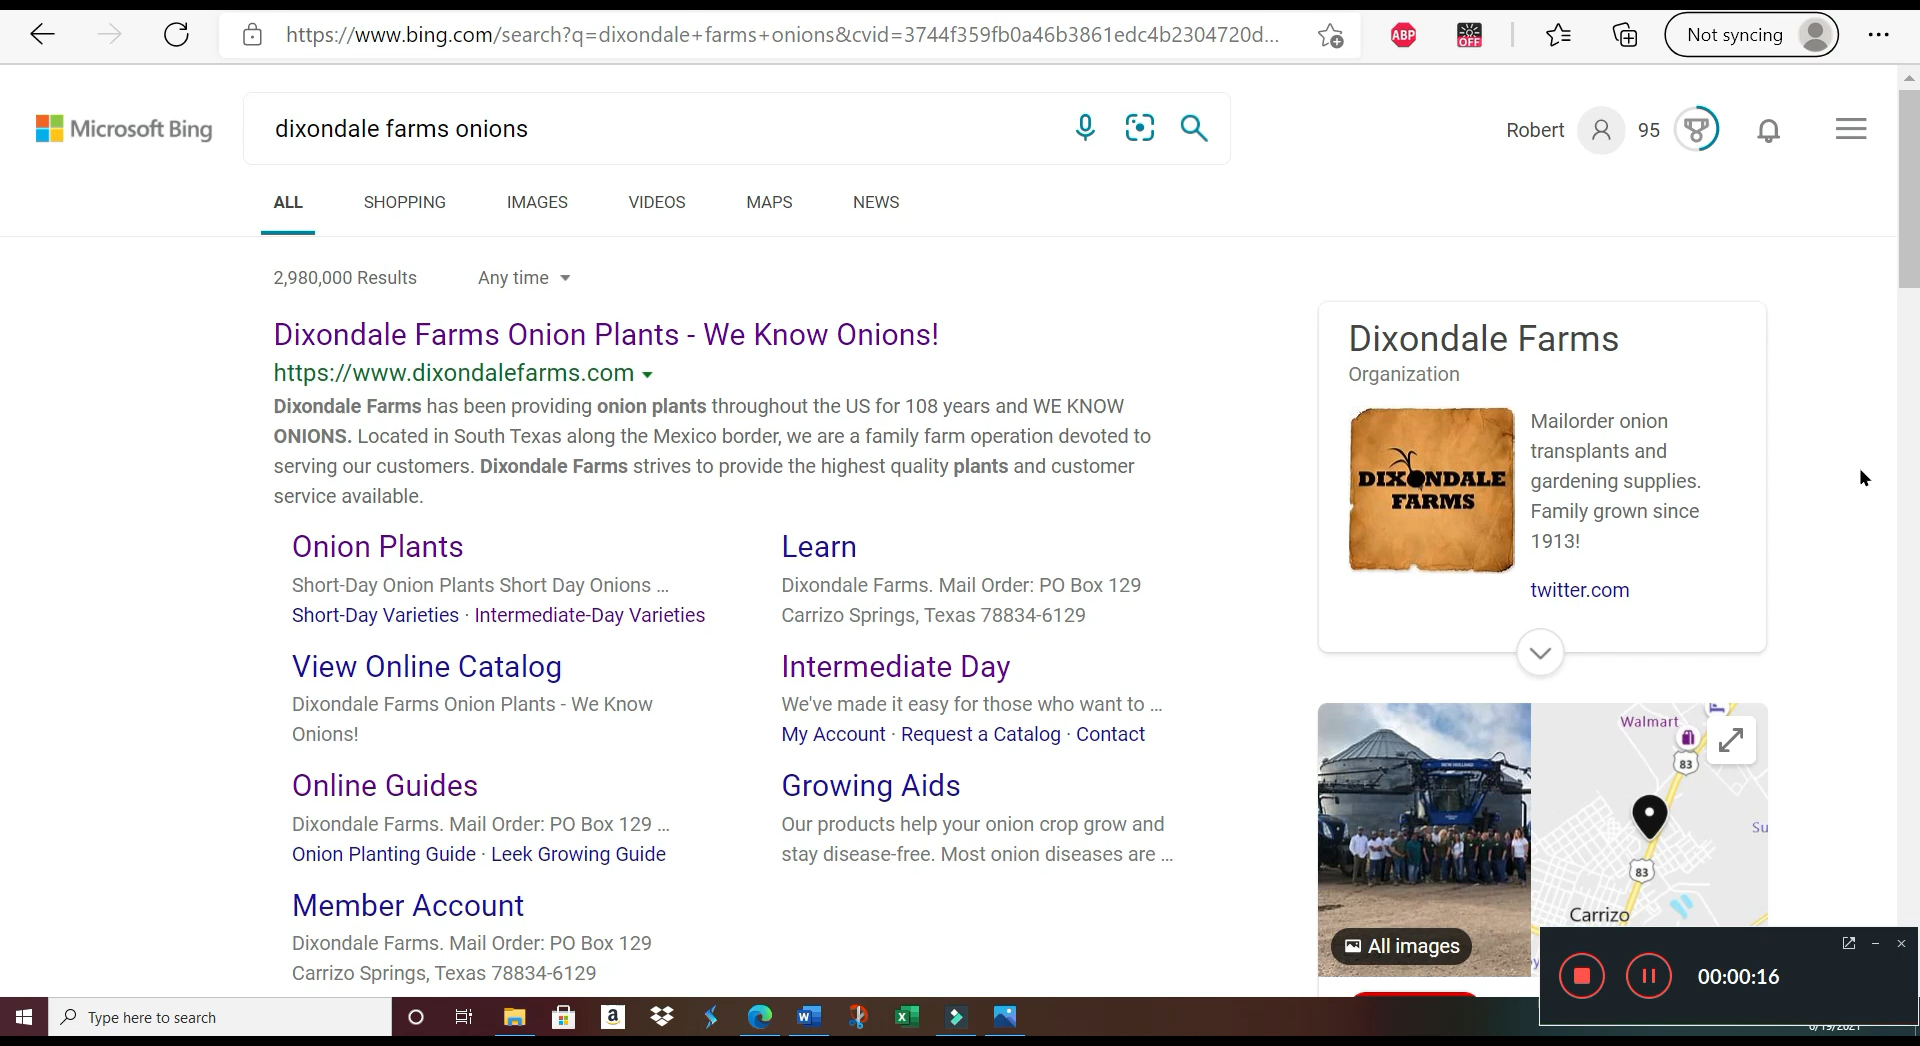 https://www.bing.com/search?q=dixondale+farms+onions&cvid=3744f359fb0a46b3861edc4b2304720d...
ABP
OFF
Not syncing
Microsoft Bing
dixondale farms onions
Robert
95
ALL
SHOPPING
IMAGES
VIDEOS
MAPS
NEWS
2,980,000 Results
Any time
Dixondale Farms Onion Plants - We Know Onions!
https://www.dixondalefarms.com
Dixondale Farms has been providing onion plants throughout the US for 108 years and WE KNOW
ONIONS. Located in South Texas along the Mexico border, we are a family farm operation devoted to
serving our customers. Dixondale Farms strives to provide the highest quality plants and customer
service available.
Onion Plants
Short-Day Onion Plants Short Day Onions ...
Short-Day Varieties · Intermediate-Day Varieties
Learn
Dixondale Farms. Mail Order: PO Box 129
Carrizo Springs, Texas 78834-6129
View Online Catalog
Dixondale Farms Onion Plants - We Know
Onions!
Intermediate Day
We've made it easy for those who want to ...
My Account · Request a Catalog · Contact
Online Guides
Dixondale Farms. Mail Order: PO Box 129 ...
Onion Planting Guide · Leek Growing Guide
Growing Aids
Our products help your onion crop grow and
stay disease-free. Most onion diseases are ...
Member Account
Dixondale Farms. Mail Order: PO Box 129
Carrizo Springs, Texas 78834-6129
Dixondale Farms
Organization
DIXONDALE
FARMS
Mailorder onion
transplants and
gardening supplies.
Family grown since
1913!
twitter.com
NEW HOLLAND
All images
Walmart
83
Su
83
Carrizo
00:00:16
Type here to search